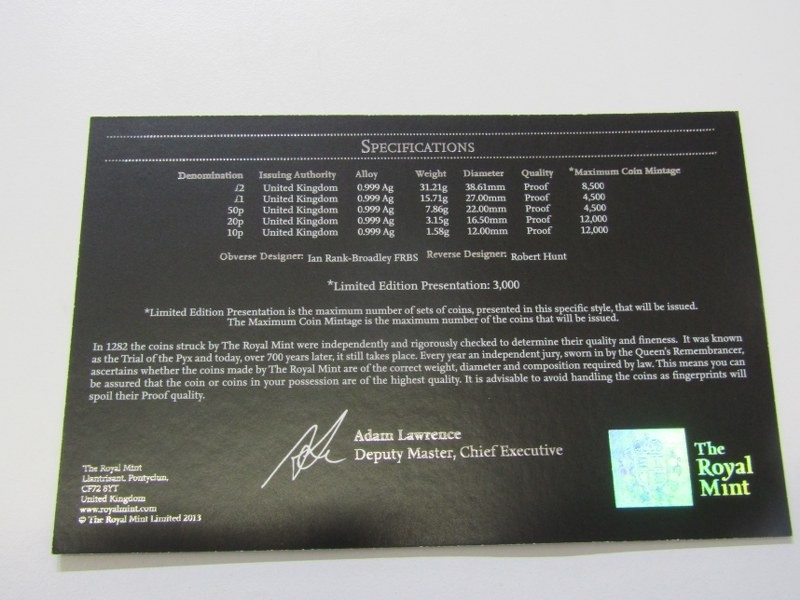 SPECIFICATIONS
Denomination Issuing Authority Alloy Weight Diameter Quality *Maximum Coin Mintage
£2 United Kingdom 0.999 Ag 31.21g 38.61mm Proof 8,500
£1 United Kingdom 0.999 Ag 15.71g 27.00mm Proof 4,500
50p United Kingdom 0.999 Ag 7.86g 22.00mm Proof 4,500
20p United Kingdom 0.999 Ag 3.15g 16.50mm Proof 12,000
10p United Kingdom 0.999 Ag 1.58g 12.00mm Proof 12,000
Obverse Designer: Ian Rank-Broadley FRBS Reverse Designer: Robert Hunt
*Limited Edition Presentation: 3,000
*Limited Edition Presentation is the maximum number of sets of coins, presented in this specific style, that will be issued.
The Maximum Coin Mintage is the maximum number of the coins that will be issued.
In 1282 the coins struck by The Royal Mint were independently and rigorously checked to determine their quality and fineness. It was known
as the Trial of the Pyx and today, over 700 years later, it still takes place. Every year an independent jury, sworn in by the Queen's Remembrancer,
ascertains whether the coins made by The Royal Mint are of the correct weight, diameter and composition required by law. This means you can
be assured that the coin or coins in your possession are of the highest quality. It is advisable to avoid handling the coins as fingerprints will
spoil their Proof quality.
Adam Lawrence
Deputy Master, Chief Executive
The Royal Mint
Llantrisant, Pontyclun,
CF72 8YT
United Kingdom
www.royalmint.com
© The Royal Mint Limited 2013
The
Royal
Mint